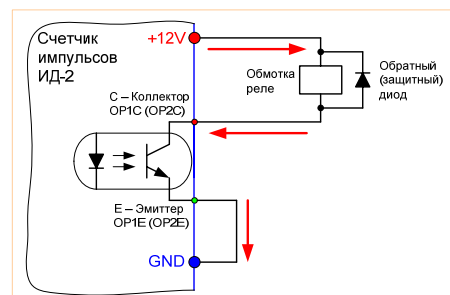 Счетчик
импульсов
ИД-2
+12V
Обмотка
реле
Обратный
(защитный)
диод
С – Коллектор
OP1C (OP2C)
Е – Эмиттер
OP1E (OP2E)
GND